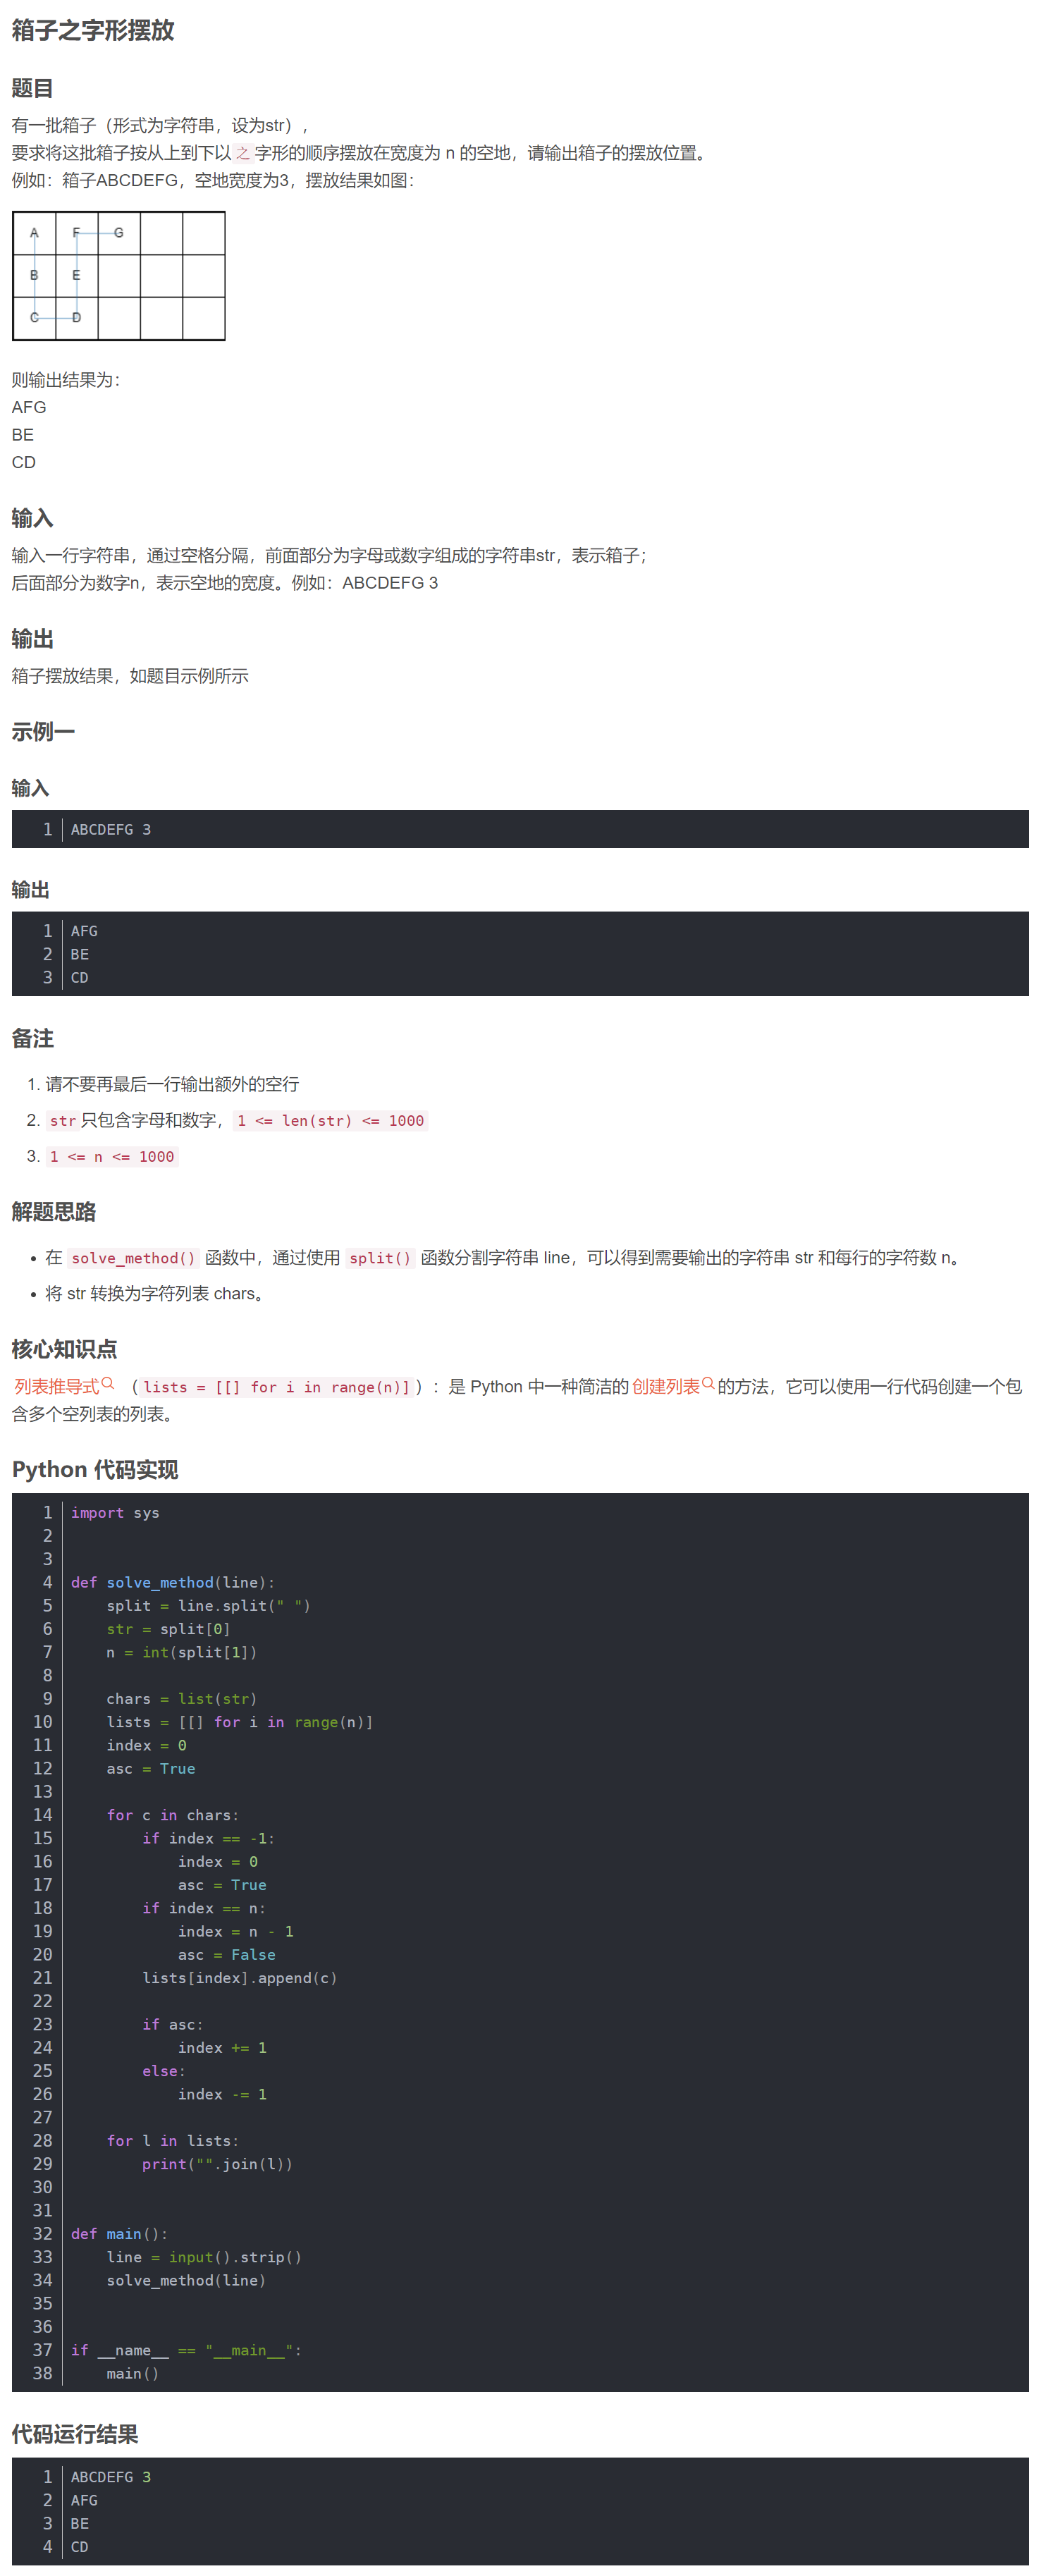 箱子之字形摆放
题目
有一批箱子（形式为字符串，设为str），
要求将这批箱子按从上到下以之字形的顺序摆放在宽度为 n 的空地，请输出箱子的摆放位置。
例如：箱子ABCDEFG，空地宽度为3，摆放结果如图：
A F G
B E
C D
则输出结果为：
AFG
BE
CD
输入
输入一行字符串，通过空格分隔，前面部分为字母或数字组成的字符串str，表示箱子；
后面部分为数字n，表示空地的宽度。例如：ABCDEFG 3
输出
箱子摆放结果，如题目示例所示
示例一
输入
1 ABCDEFG 3
输出
1 AFG
2 BE
3 CD
备注
1. 请不要再最后一行输出额外的空行
2. str只包含字母和数字，1 <= len(str) <= 1000
3. 1 <= n <= 1000
解题思路
• 在 solve_method() 函数中，通过使用 split() 函数分割字符串 line，可以得到需要输出的字符串 str 和每行的字符数 n。
• 将 str 转换为字符列表 chars。
核心知识点
列表推导式 （lists = [[] for i in range(n)]）：是 Python 中一种简洁的创建列表的方法，它可以使用一行代码创建一个包
含多个空列表的列表。
Python 代码实现
1 import sys
2
3
4 def solve_method(line):
5     split = line.split(" ")
6     str = split[0]
7     n = int(split[1])
8
9     chars = list(str)
10     lists = [[] for i in range(n)]
11     index = 0
12     asc = True
13
14     for c in chars:
15         if index == -1:
16             index = 0
17             asc = True
18         if index == n:
19             index = n - 1
20             asc = False
21         lists[index].append(c)
22
23         if asc:
24             index += 1
25         else:
26             index -= 1
27
28     for l in lists:
29         print("".join(l))
30
31
32 def main():
33     line = input().strip()
34     solve_method(line)
35
36
37 if __name__ == "__main__":
38     main()
代码运行结果
1 ABCDEFG 3
2 AFG
3 BE
4 CD